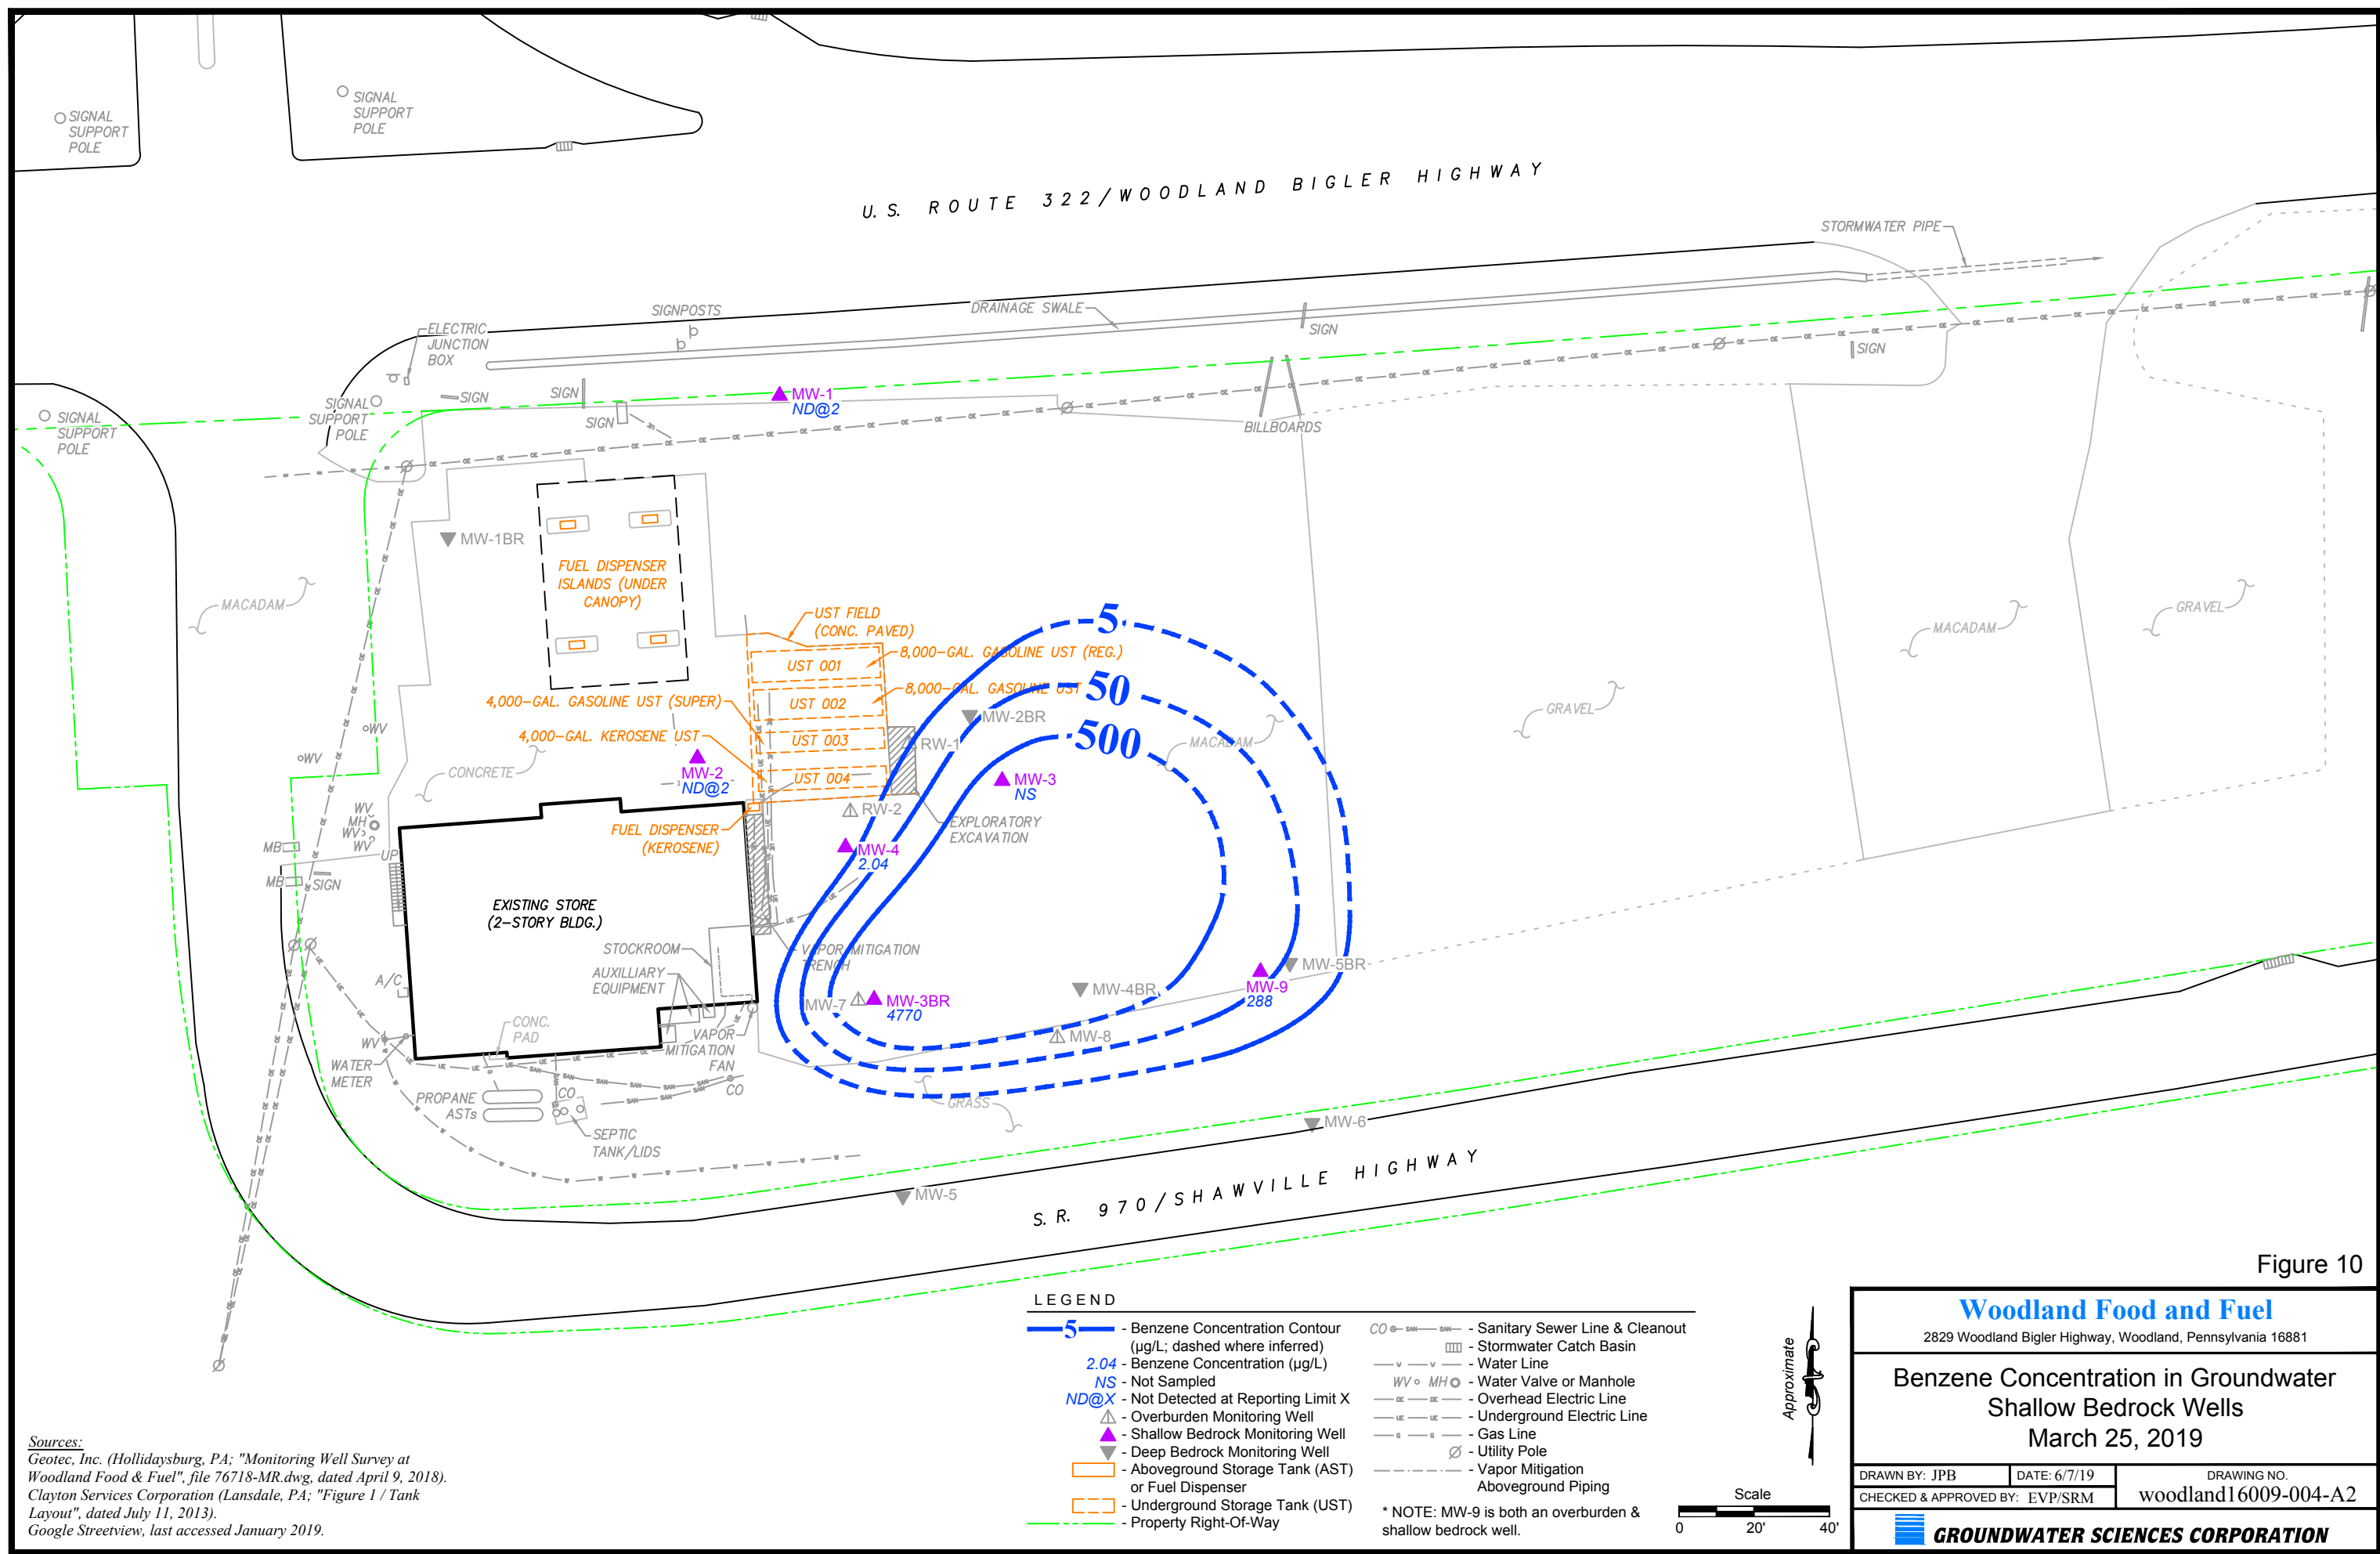 SIGNAL
SUPPORT
POLE
SIGNAL
SUPPORT
POLE
U.S. ROUTE 322/WOODLAND BIGLER HIGHWAY
STORMWATER PIPE
SIGNPOSTS
DRAINAGE SWALE
SIGN
SIGN
ELECTRIC
JUNCTION
BOX
SIGN
SIGN
SIGN
SIGNAL
SUPPORT
POLE
SIGNAL
SUPPORT
POLE
MW-1
ND@2
BILLBOARDS
MW-1BR
FUEL DISPENSER
ISLANDS (UNDER
CANOPY)
MACADAM
UST FIELD
(CONC. PAVED)
5
MACADAM
GRAVEL
UST 001
8,000-GAL. GASOLINE UST (REG.)
4,000-GAL. GASOLINE UST (SUPER)
UST 002
8,000-GAL. GASOLINE UST
50
MW-2BR
GRAVEL
4,000-GAL. KEROSENE UST
UST 003
RW-1
500
MACADAM
WV
WV
CONCRETE
MW-2
ND@2
UST 004
MW-3
NS
WV
MH
WV
WV
RW-2
FUEL DISPENSER
(KEROSENE)
EXPLORATORY
EXCAVATION
MB
UP
MW-4
2.04
MB
SIGN
EXISTING STORE
(2-STORY BLDG.)
STOCKROOM
VAPOR MITIGATION
TRENCH
AUXILLIARY
EQUIPMENT
A/C
MW-7
MW-3BR
4770
MW-4BR
MW-9
288
MW-5BR
CONC.
PAD
VAPOR
MITIGATION
FAN
MW-8
WV
WATER
METER
PROPANE
ASTs
CO
CO
GRASS
SEPTIC
TANK/LIDS
MW-6
MW-5
S.R. 970/SHAWVILLE HIGHWAY
Figure 10
LEGEND
5 - Benzene Concentration Contour
(µg/L; dashed where inferred)
2.04 - Benzene Concentration (µg/L)
NS - Not Sampled
ND@X - Not Detected at Reporting Limit X
- Overburden Monitoring Well
- Shallow Bedrock Monitoring Well
- Deep Bedrock Monitoring Well
- Aboveground Storage Tank (AST)
or Fuel Dispenser
- Underground Storage Tank (UST)
- Property Right-Of-Way
CO SAN SAN - Sanitary Sewer Line & Cleanout
- Stormwater Catch Basin
- Water Line
WV MH - Water Valve or Manhole
OE OE - Overhead Electric Line
UE UE - Underground Electric Line
G G - Gas Line
- Utility Pole
- Vapor Mitigation
Aboveground Piping
* NOTE: MW-9 is both an overburden &
shallow bedrock well.
Approximate
Scale
0 20' 40'
Woodland Food and Fuel
2829 Woodland Bigler Highway, Woodland, Pennsylvania 16881
Benzene Concentration in Groundwater
Shallow Bedrock Wells
March 25, 2019
DRAWN BY: JPB
DATE: 6/7/19
DRAWING NO.
CHECKED & APPROVED BY: EVP/SRM
woodland16009-004-A2
GROUNDWATER SCIENCES CORPORATION
Sources:
Geotec, Inc. (Hollidaysburg, PA; "Monitoring Well Survey at
Woodland Food & Fuel", file 76718-MR.dwg, dated April 9, 2018).
Clayton Services Corporation (Lansdale, PA; "Figure 1 / Tank
Layout", dated July 11, 2013).
Google Streetview, last accessed January 2019.